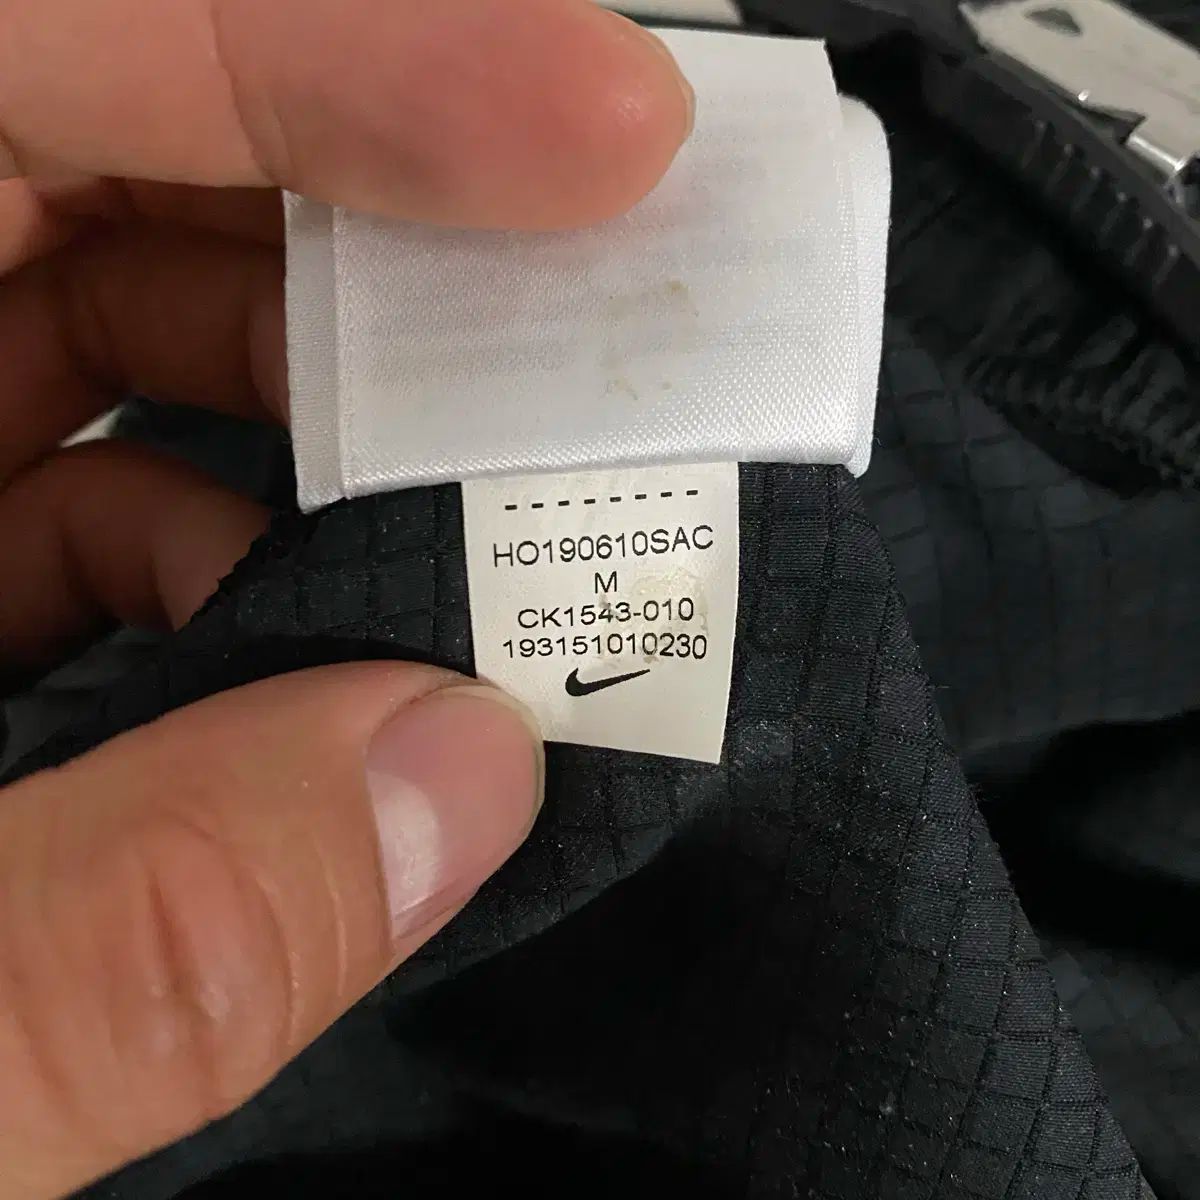 - - - - - - - -
HO190610SAC
M
CK1543-010
193151010230